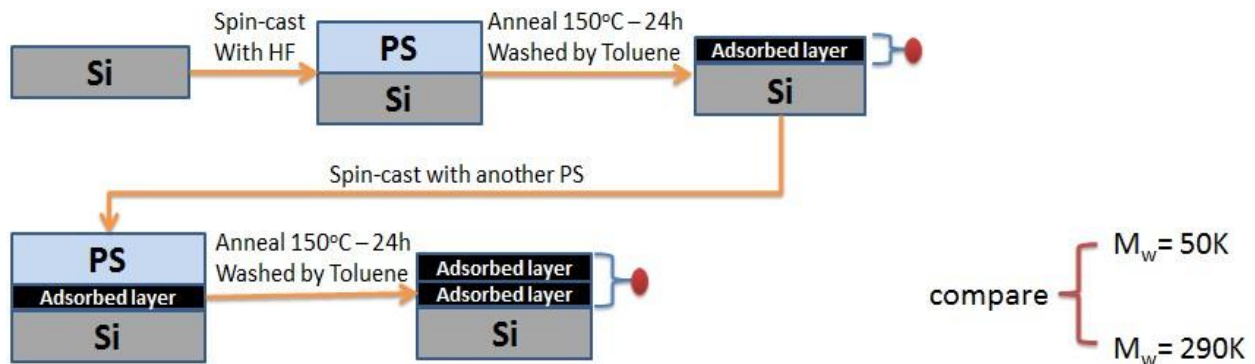 Si
Spin-cast
With HF
PS
Si
Anneal 150ºC – 24h
Washed by Toluene
Adsorbed layer
Si
Spin-cast with another PS
PS
Adsorbed layer
Si
Anneal 150ºC – 24h
Washed by Toluene
Adsorbed layer
Adsorbed layer
Si
compare
Mw= 50K
Mw= 290K